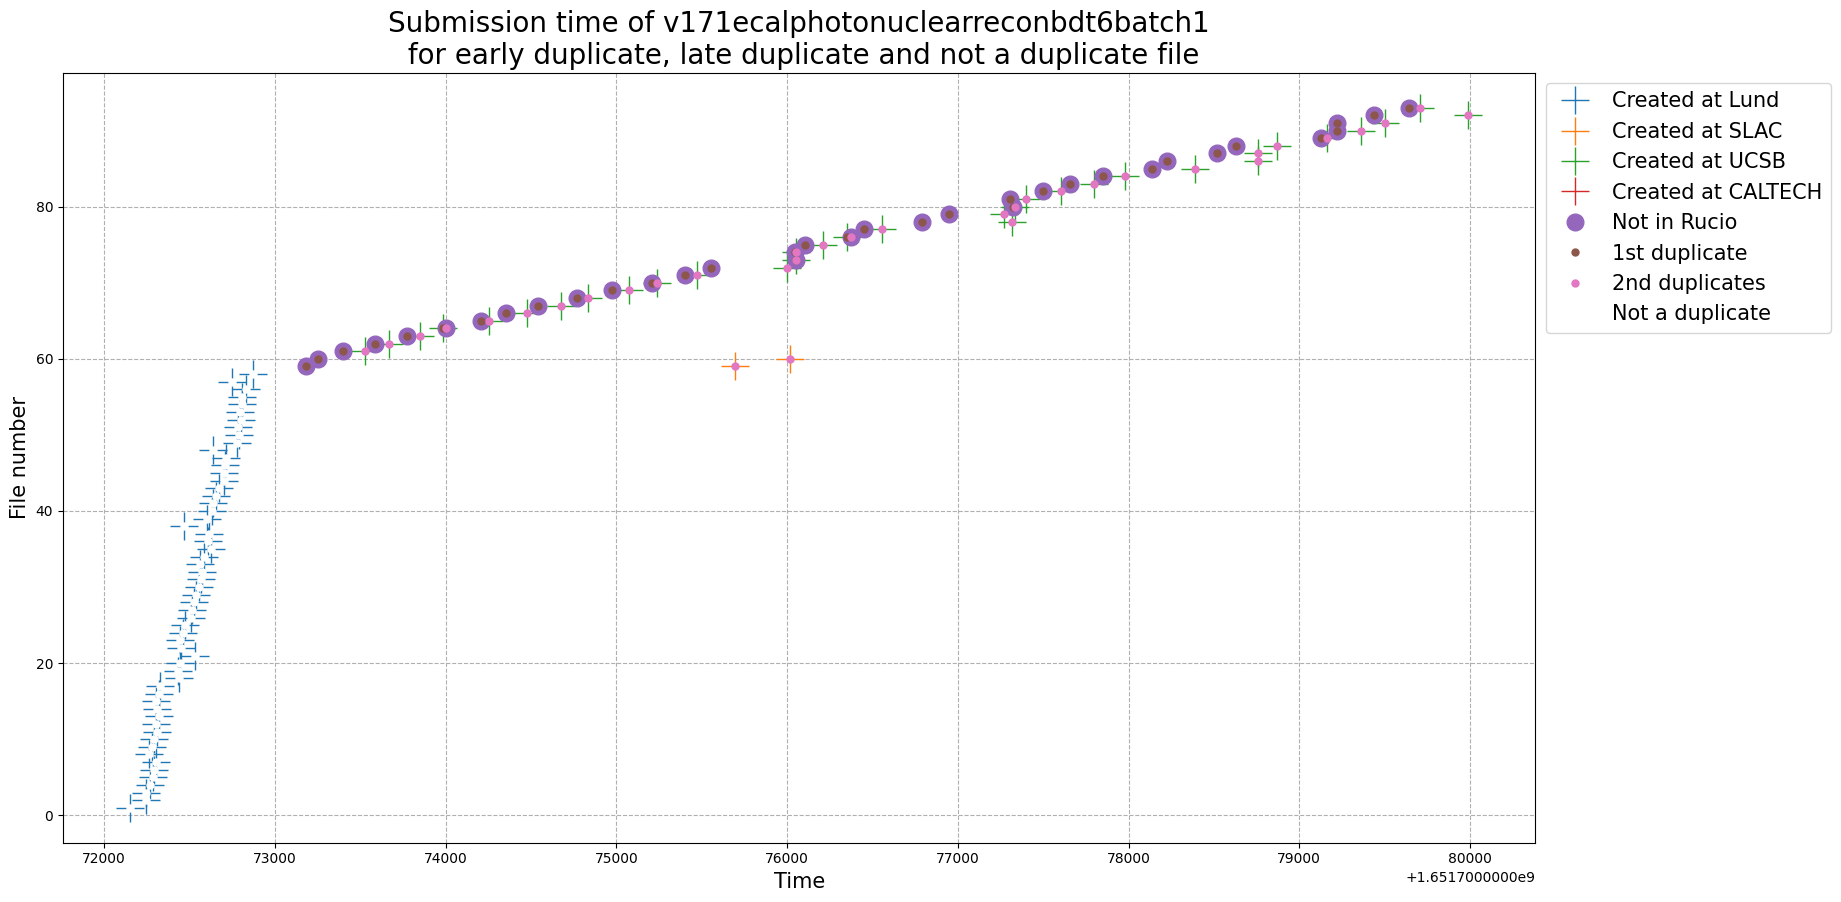 Submission time of v171ecalphotonuclearreconbdt6batch1
for early duplicate, late duplicate and not a duplicate file
Created at Lund
Created at SLAC
Created at UCSB
Created at CALTECH
Not in Rucio
1st duplicate
2nd duplicates
Not a duplicate
File number
80
60
40
20
0
72000
73000
74000
75000
76000
77000
78000
79000
80000
+1.6517000000e9
Time